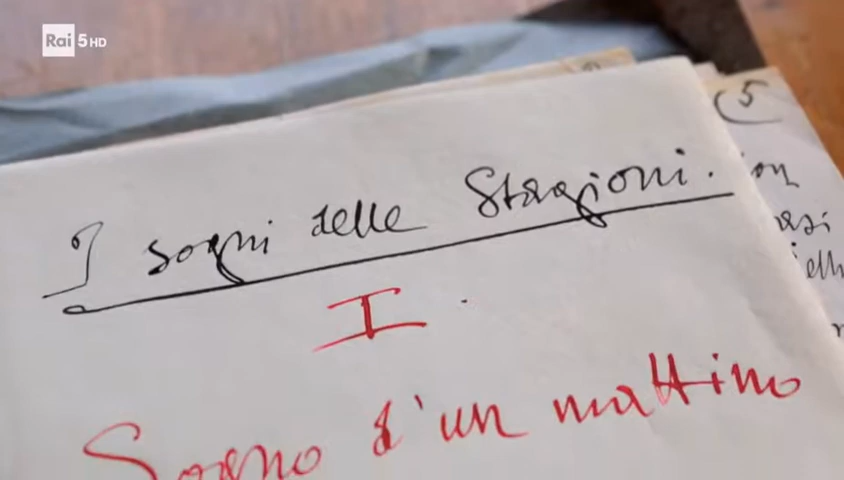 Rai 5 HD
5
I sogni delle Stagioni.
I
Sogno d'un mattino